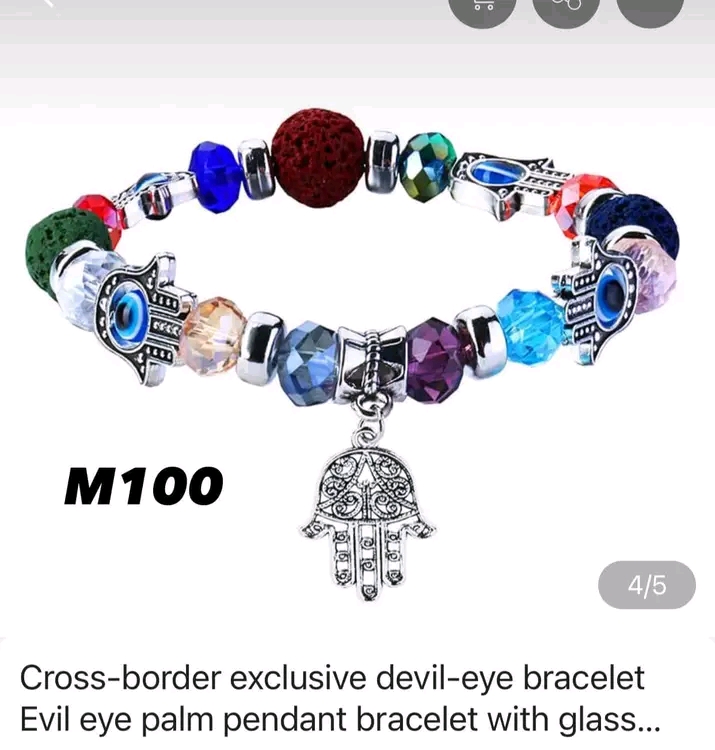 M100
4/5
Cross-border exclusive devil-eye bracelet
Evil eye palm pendant bracelet with glass...